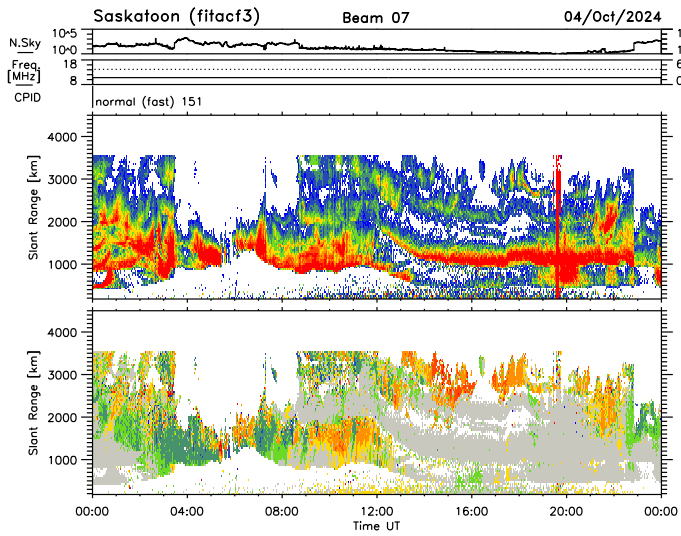 Saskatoon (fitacf3) Beam 07 04/Oct/2024
10^5
N.Sky
10^0
Freq. 18
[MHz] 8
CPID normal (fast) 151
4000
3000
2000
1000
Slant Range [km]
4000
3000
2000
1000
Slant Range [km]
00:00 04:00 08:00 12:00 16:00 20:00 00:00
Time UT